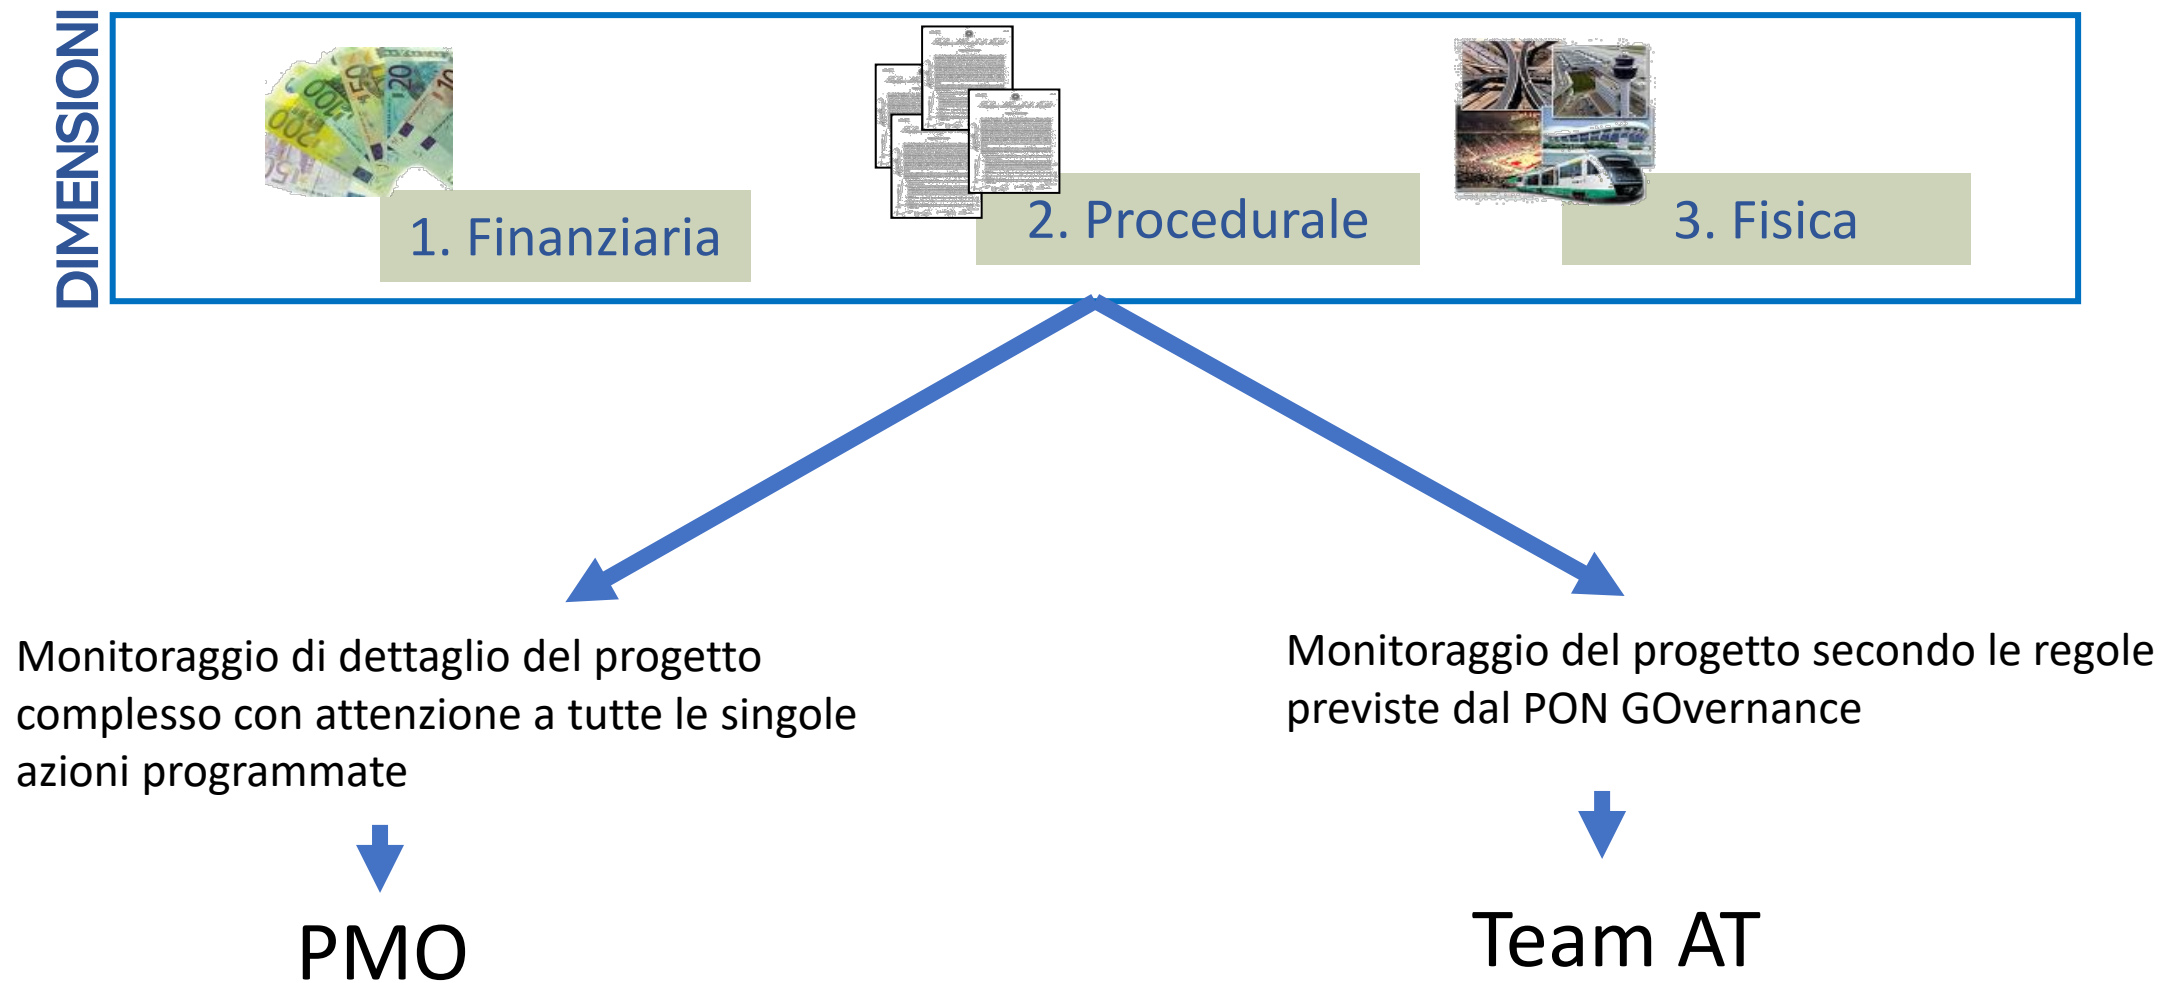 DIMENSIONI
1. Finanziaria
2. Procedurale
3. Fisica
Monitoraggio di dettaglio del progetto
complesso con attenzione a tutte le singole
azioni programmate
Monitoraggio del progetto secondo le regole
previste dal PON GOvernance
PMO
Team AT